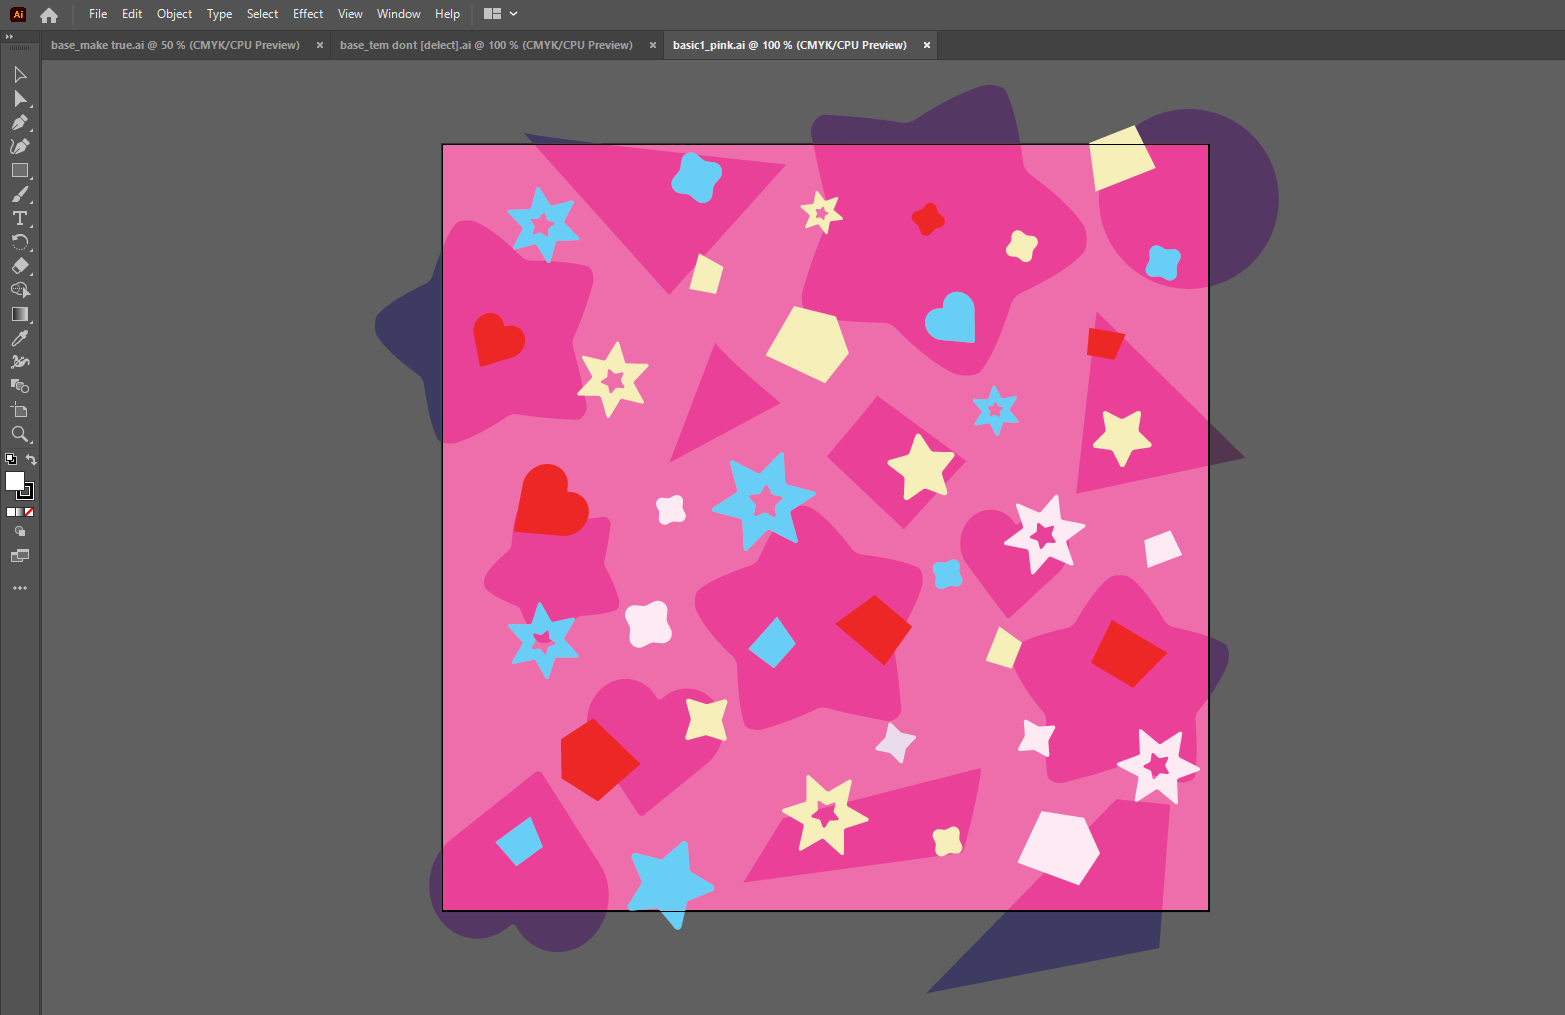 Ai File Edit Object Type Select Effect View Window Help
base_make true.ai @ 50 % (CMYK/CPU Preview) × base_tem dont [delect].ai @ 100 % (CMYK/CPU Preview) × basic1_pink.ai @ 100 % (CMYK/CPU Preview) ×